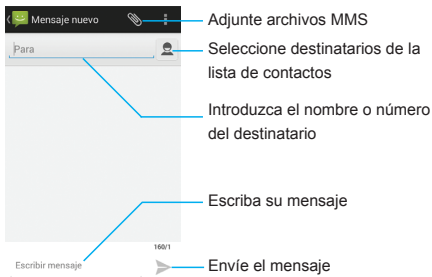 Mensaje nuevo
Adjunte archivos MMS
Para
Seleccione destinatarios de la
lista de contactos
Introduzca el nombre o número
del destinatario
Escriba su mensaje
160/1
Escribir mensaje
Envíe el mensaje